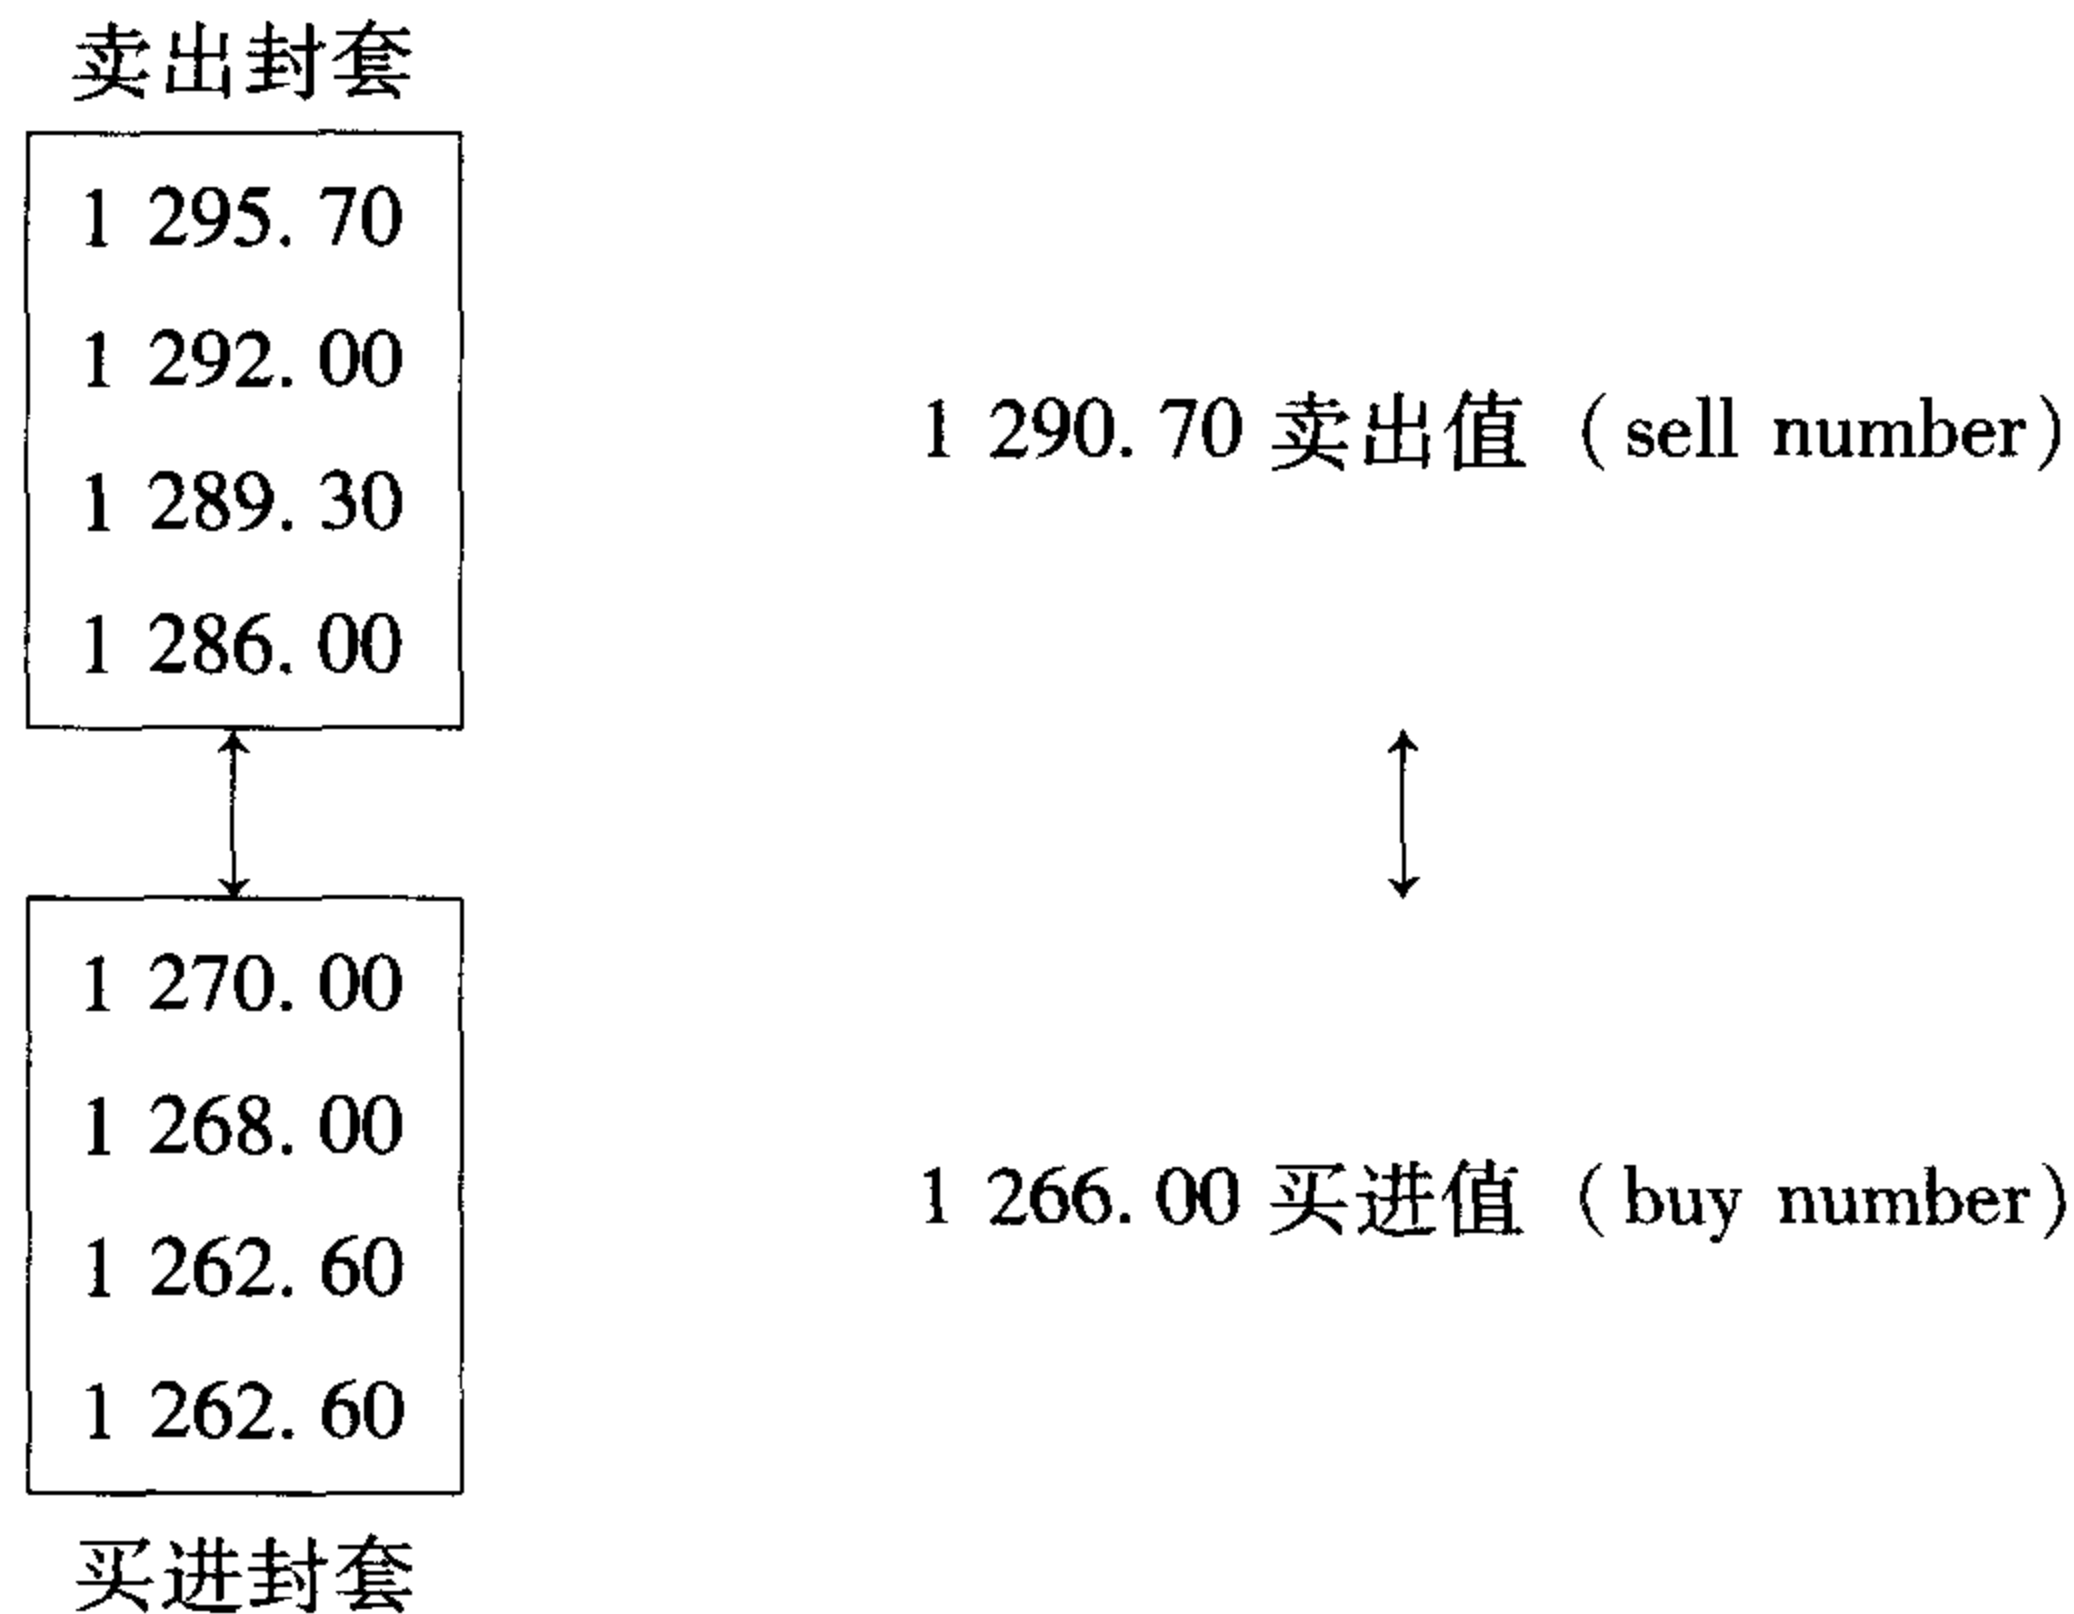 卖出封套
1 295. 70
1 292. 00
1 290. 70 卖出值 (sell number)
1 289. 30
1 286. 00
1 270. 00
1 268. 00
1 266. 00 买进值 (buy number)
1 262. 60
1 262. 60
买进封套